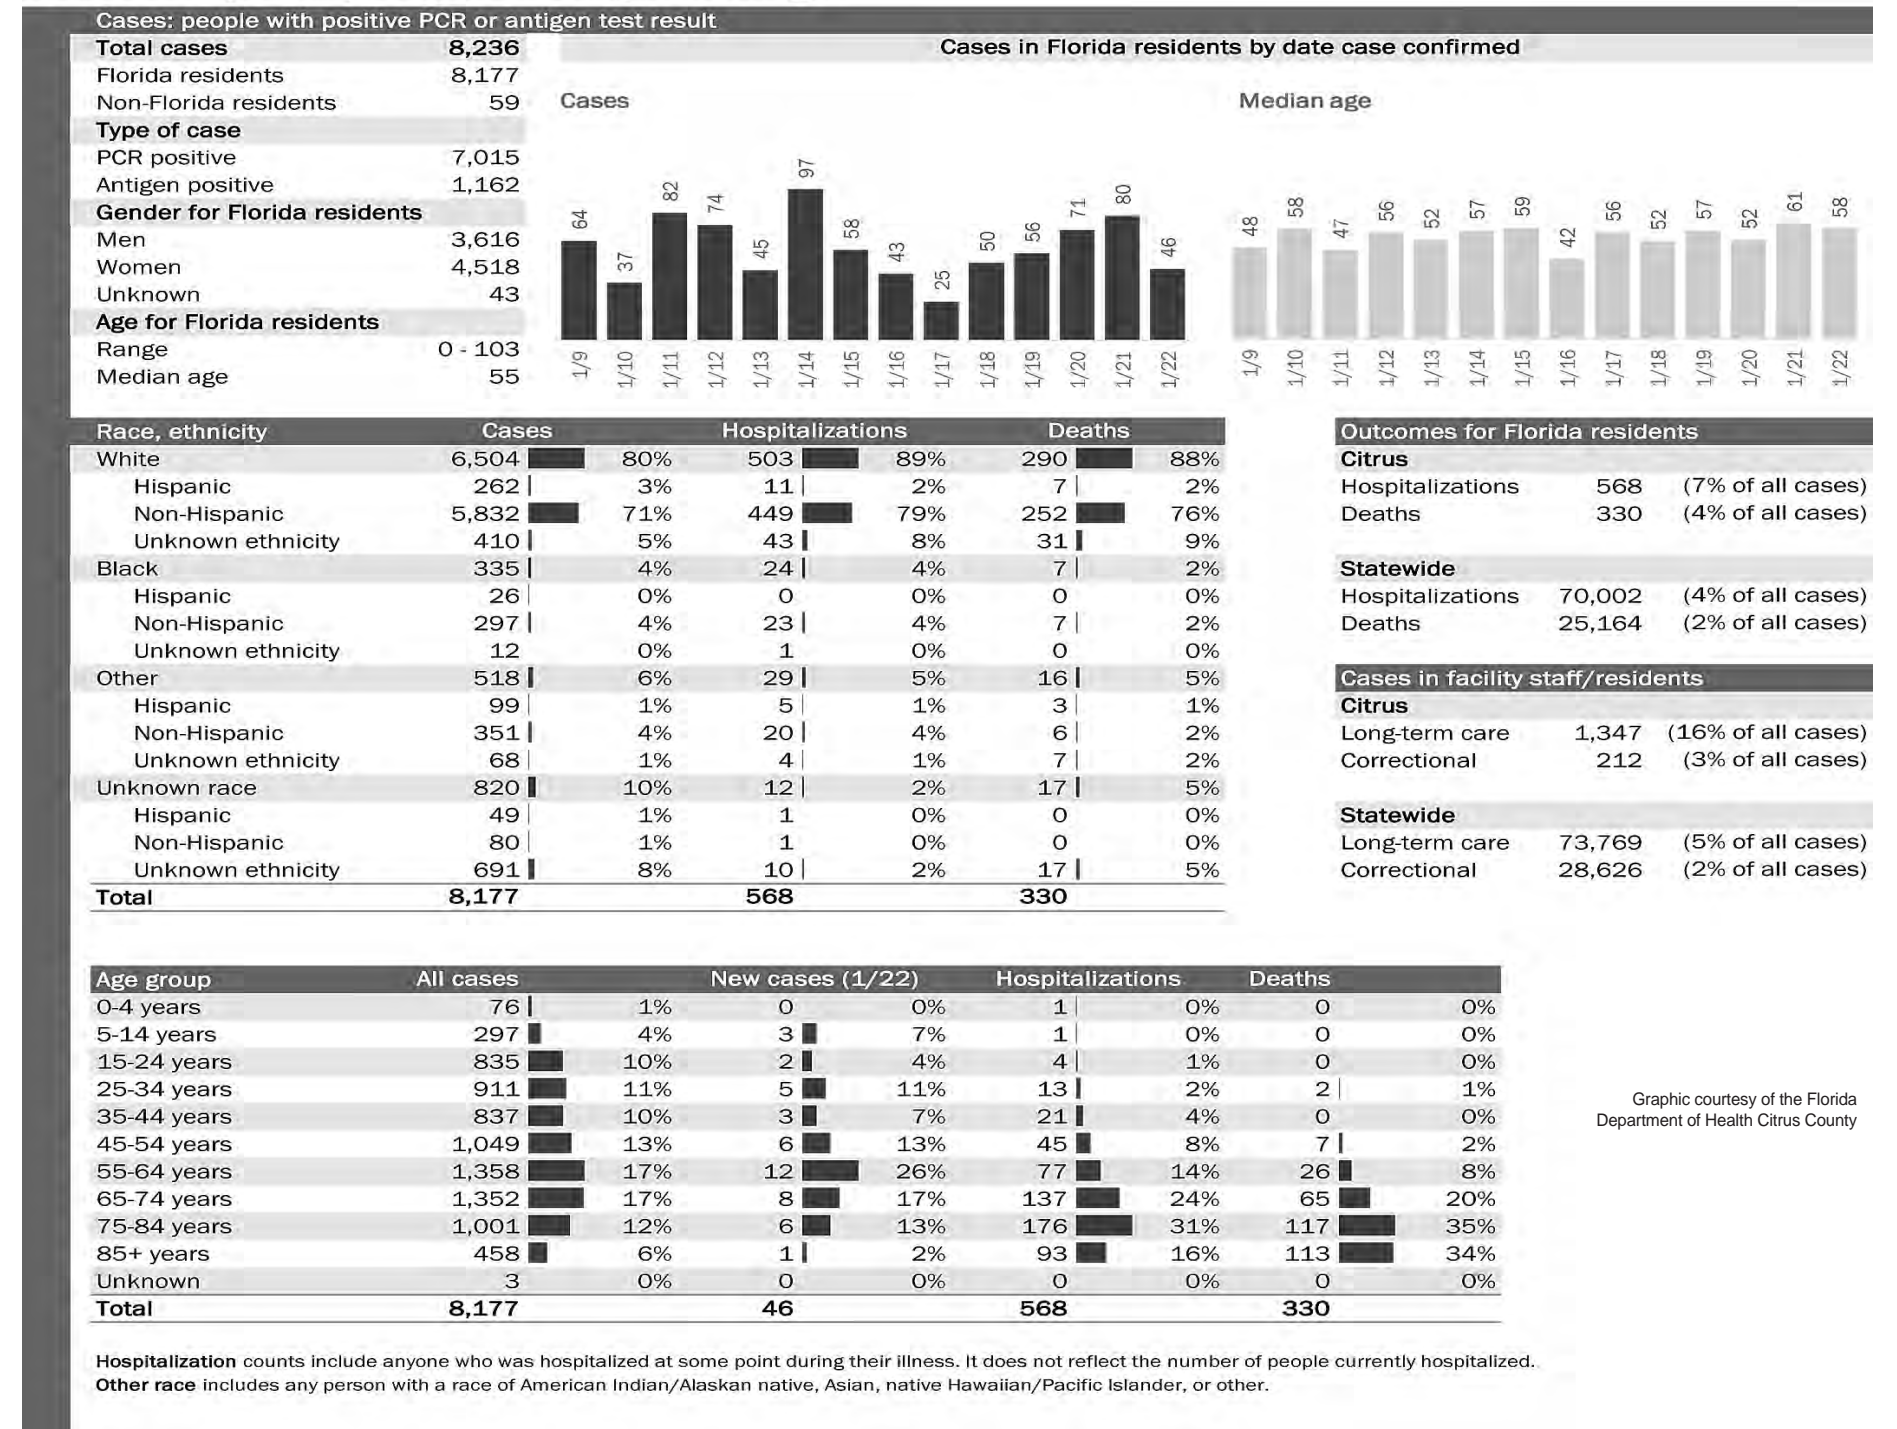 Cases: people with positive PCR or antigen test result
Total cases 8,236
Florida residents 8,177
Non-Florida residents 59
Type of case
PCR positive 7,015
Antigen positive 1,162
Gender for Florida residents
Men 3,616
Women 4,518
Unknown 43
Age for Florida residents
Range 0 - 103
Median age 55
Cases in Florida residents by date case confirmed
Cases
64 37 82 74 45 97 58 43 25 50 56 71 80 46
1/9 1/10 1/11 1/12 1/13 1/14 1/15 1/16 1/17 1/18 1/19 1/20 1/21 1/22
Median age
48 58 47 56 52 57 59 42 56 52 57 52 61 58
1/9 1/10 1/11 1/12 1/13 1/14 1/15 1/16 1/17 1/18 1/19 1/20 1/21 1/22
Race, ethnicity Cases Hospitalizations Deaths
White 6,504 80% 503 89% 290 88%
Hispanic 262 3% 11 2% 7 2%
Non-Hispanic 5,832 71% 449 79% 252 76%
Unknown ethnicity 410 5% 43 8% 31 9%
Black 335 4% 24 4% 7 2%
Hispanic 26 0% 0 0% 0 0%
Non-Hispanic 297 4% 23 4% 7 2%
Unknown ethnicity 12 0% 1 0% 0 0%
Other 518 6% 29 5% 16 5%
Hispanic 99 1% 5 1% 3 1%
Non-Hispanic 351 4% 20 4% 6 2%
Unknown ethnicity 68 1% 4 1% 7 2%
Unknown race 820 10% 12 2% 17 5%
Hispanic 49 1% 1 0% 0 0%
Non-Hispanic 80 1% 1 0% 0 0%
Unknown ethnicity 691 8% 10 2% 17 5%
Total 8,177 568 330
Outcomes for Florida residents
Citrus
Hospitalizations 568 (7% of all cases)
Deaths 330 (4% of all cases)
Statewide
Hospitalizations 70,002 (4% of all cases)
Deaths 25,164 (2% of all cases)
Cases in facility staff/residents
Citrus
Long-term care 1,347 (16% of all cases)
Correctional 212 (3% of all cases)
Statewide
Long-term care 73,769 (5% of all cases)
Correctional 28,626 (2% of all cases)
Age group All cases New cases (1/22) Hospitalizations Deaths
0-4 years 76 1% 0 0% 1 0% 0 0%
5-14 years 297 4% 3 7% 1 0% 0 0%
15-24 years 835 10% 2 4% 4 1% 0 0%
25-34 years 911 11% 5 11% 13 2% 2 1%
35-44 years 837 10% 3 7% 21 4% 0 0%
45-54 years 1,049 13% 6 13% 45 8% 7 2%
55-64 years 1,358 17% 12 26% 77 14% 26 8%
65-74 years 1,352 17% 8 17% 137 24% 65 20%
75-84 years 1,001 12% 6 13% 176 31% 117 35%
85+ years 458 6% 1 2% 93 16% 113 34%
Unknown 3 0% 0 0% 0 0% 0 0%
Total 8,177 46 568 330
Graphic courtesy of the Florida
Department of Health Citrus County
Hospitalization counts include anyone who was hospitalized at some point during their illness. It does not reflect the number of people currently hospitalized.
Other race includes any person with a race of American Indian/Alaskan native, Asian, native Hawaiian/Pacific Islander, or other.